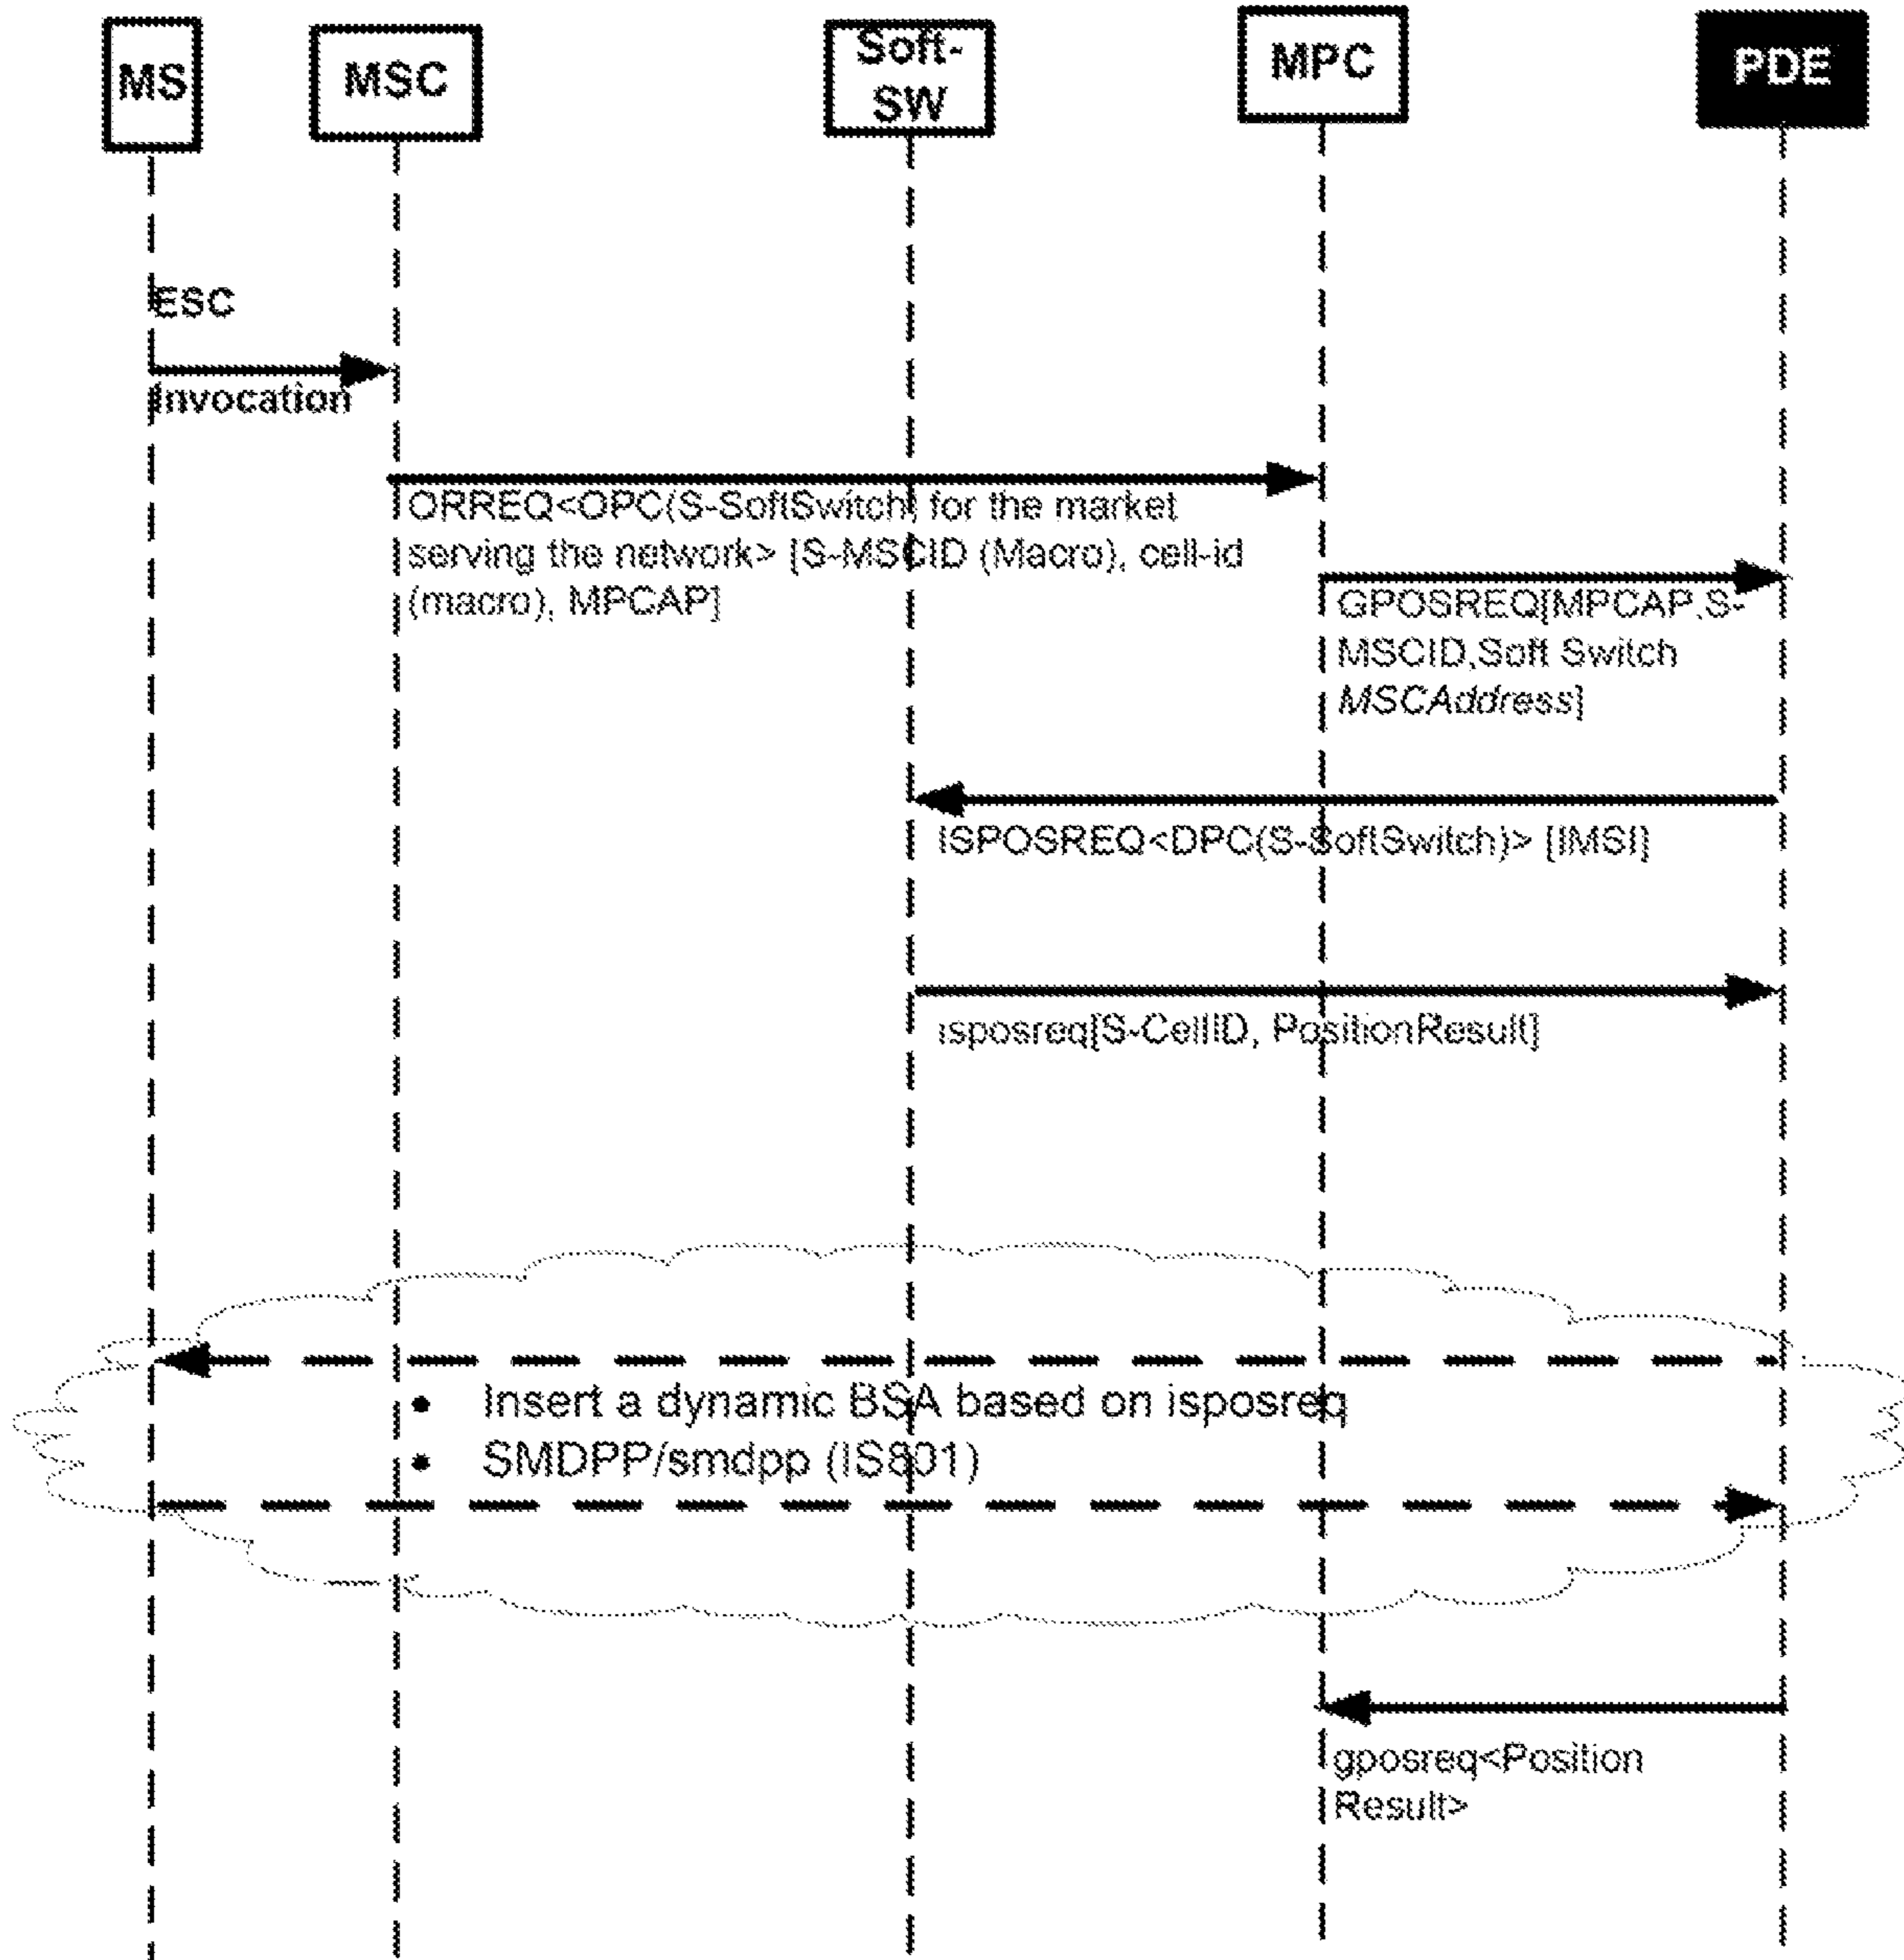 MS
MSC
Soft-
SW
MPC
PDE
ESC
Invocation
ORREQ<OPC(S-SoftSwitch) for the market
serving the network> [S-MSCID (Macro), cell-id
(macro), MPCAP]
GPOSREQ[MPCAP,S-
MSCID,Soft Switch
MSCAddress]
ISPOSREQ<DPC(S-SoftSwitch)> [IMSI]
isposreq[S-CellID, PositionResult]
• Insert a dynamic BSA based on isposreq
• SMDPP/smdpp (IS801)
gposreq<Position
Result>